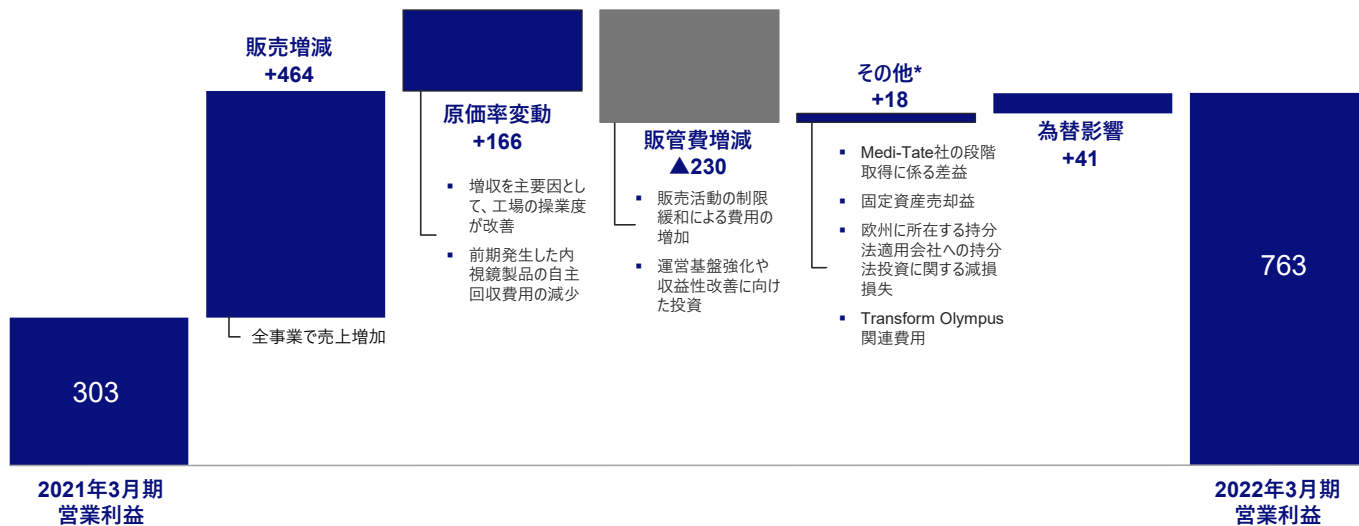 販売増減
+464
全事業で売上増加
原価率変動
+166
▪ 増収を主要因とし
て、工場の操業度
が改善
▪ 前期発生した内
視鏡製品の自主
回収費用の減少
販管費増減
▲230
▪ 販売活動の制限
緩和による費用の
増加
▪ 運営基盤強化や
収益性改善に向け
た投資
その他*
+18
▪ Medi-Tate社の段階
取得に係る差益
▪ 固定資産売却益
▪ 欧州に所在する持分
法適用会社への持分
法投資に関する減損
損失
▪ Transform Olympus
関連費用
為替影響
+41
303
763
2021年3月期
営業利益
2022年3月期
営業利益